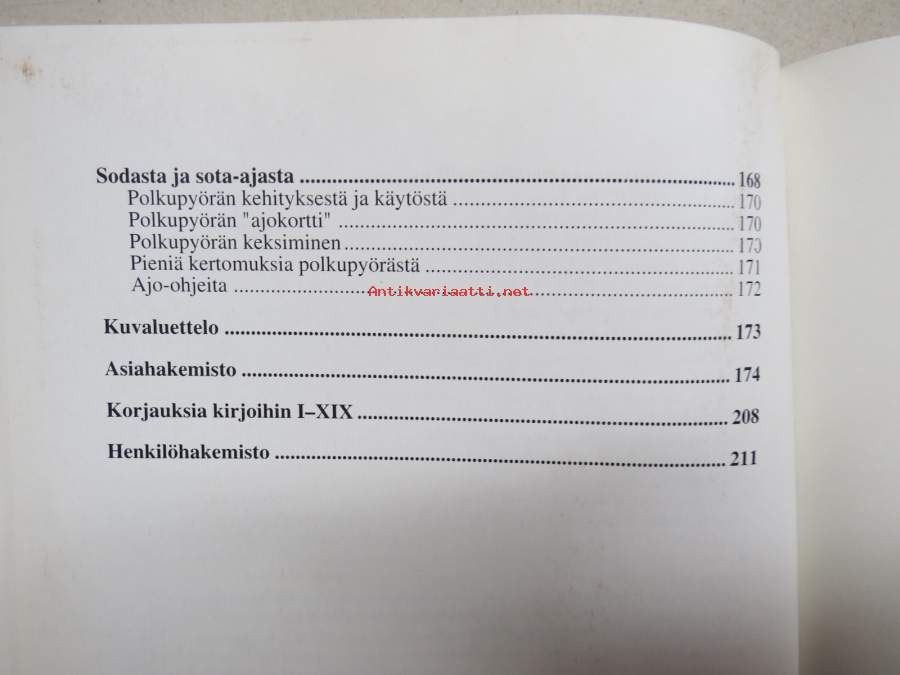 Sodasta ja sota-ajasta ........ 168
Polkupyörän kehityksestä ja käytöstä ........ 170
Polkupyörän "ajokortti" ........ 170
Polkupyörän keksiminen ........ 170
Pieniä kertomuksia polkupyörästä ........ 171
Ajo-ohjeita ........ 172
Antikvariaatti.net
Kuvaluettelo ........ 173
Asiahakemisto ........ 174
Korjauksia kirjoihin I–XIX ........ 208
Henkilöhakemisto ........ 211